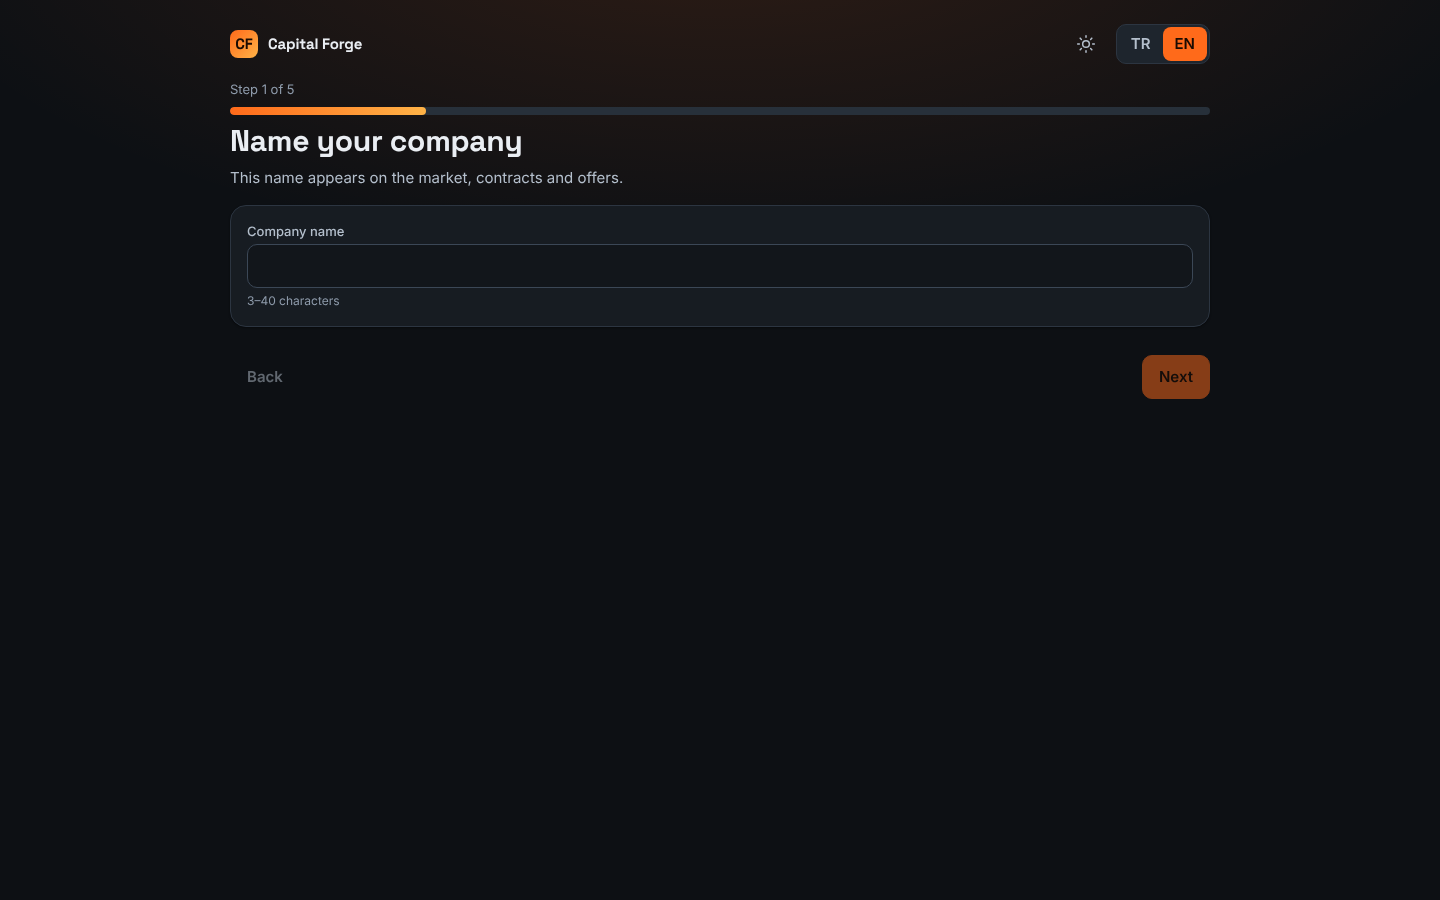 CF Capital Forge
TR EN
Step 1 of 5
Name your company
This name appears on the market, contracts and offers.
Company name
3–40 characters
Back
Next